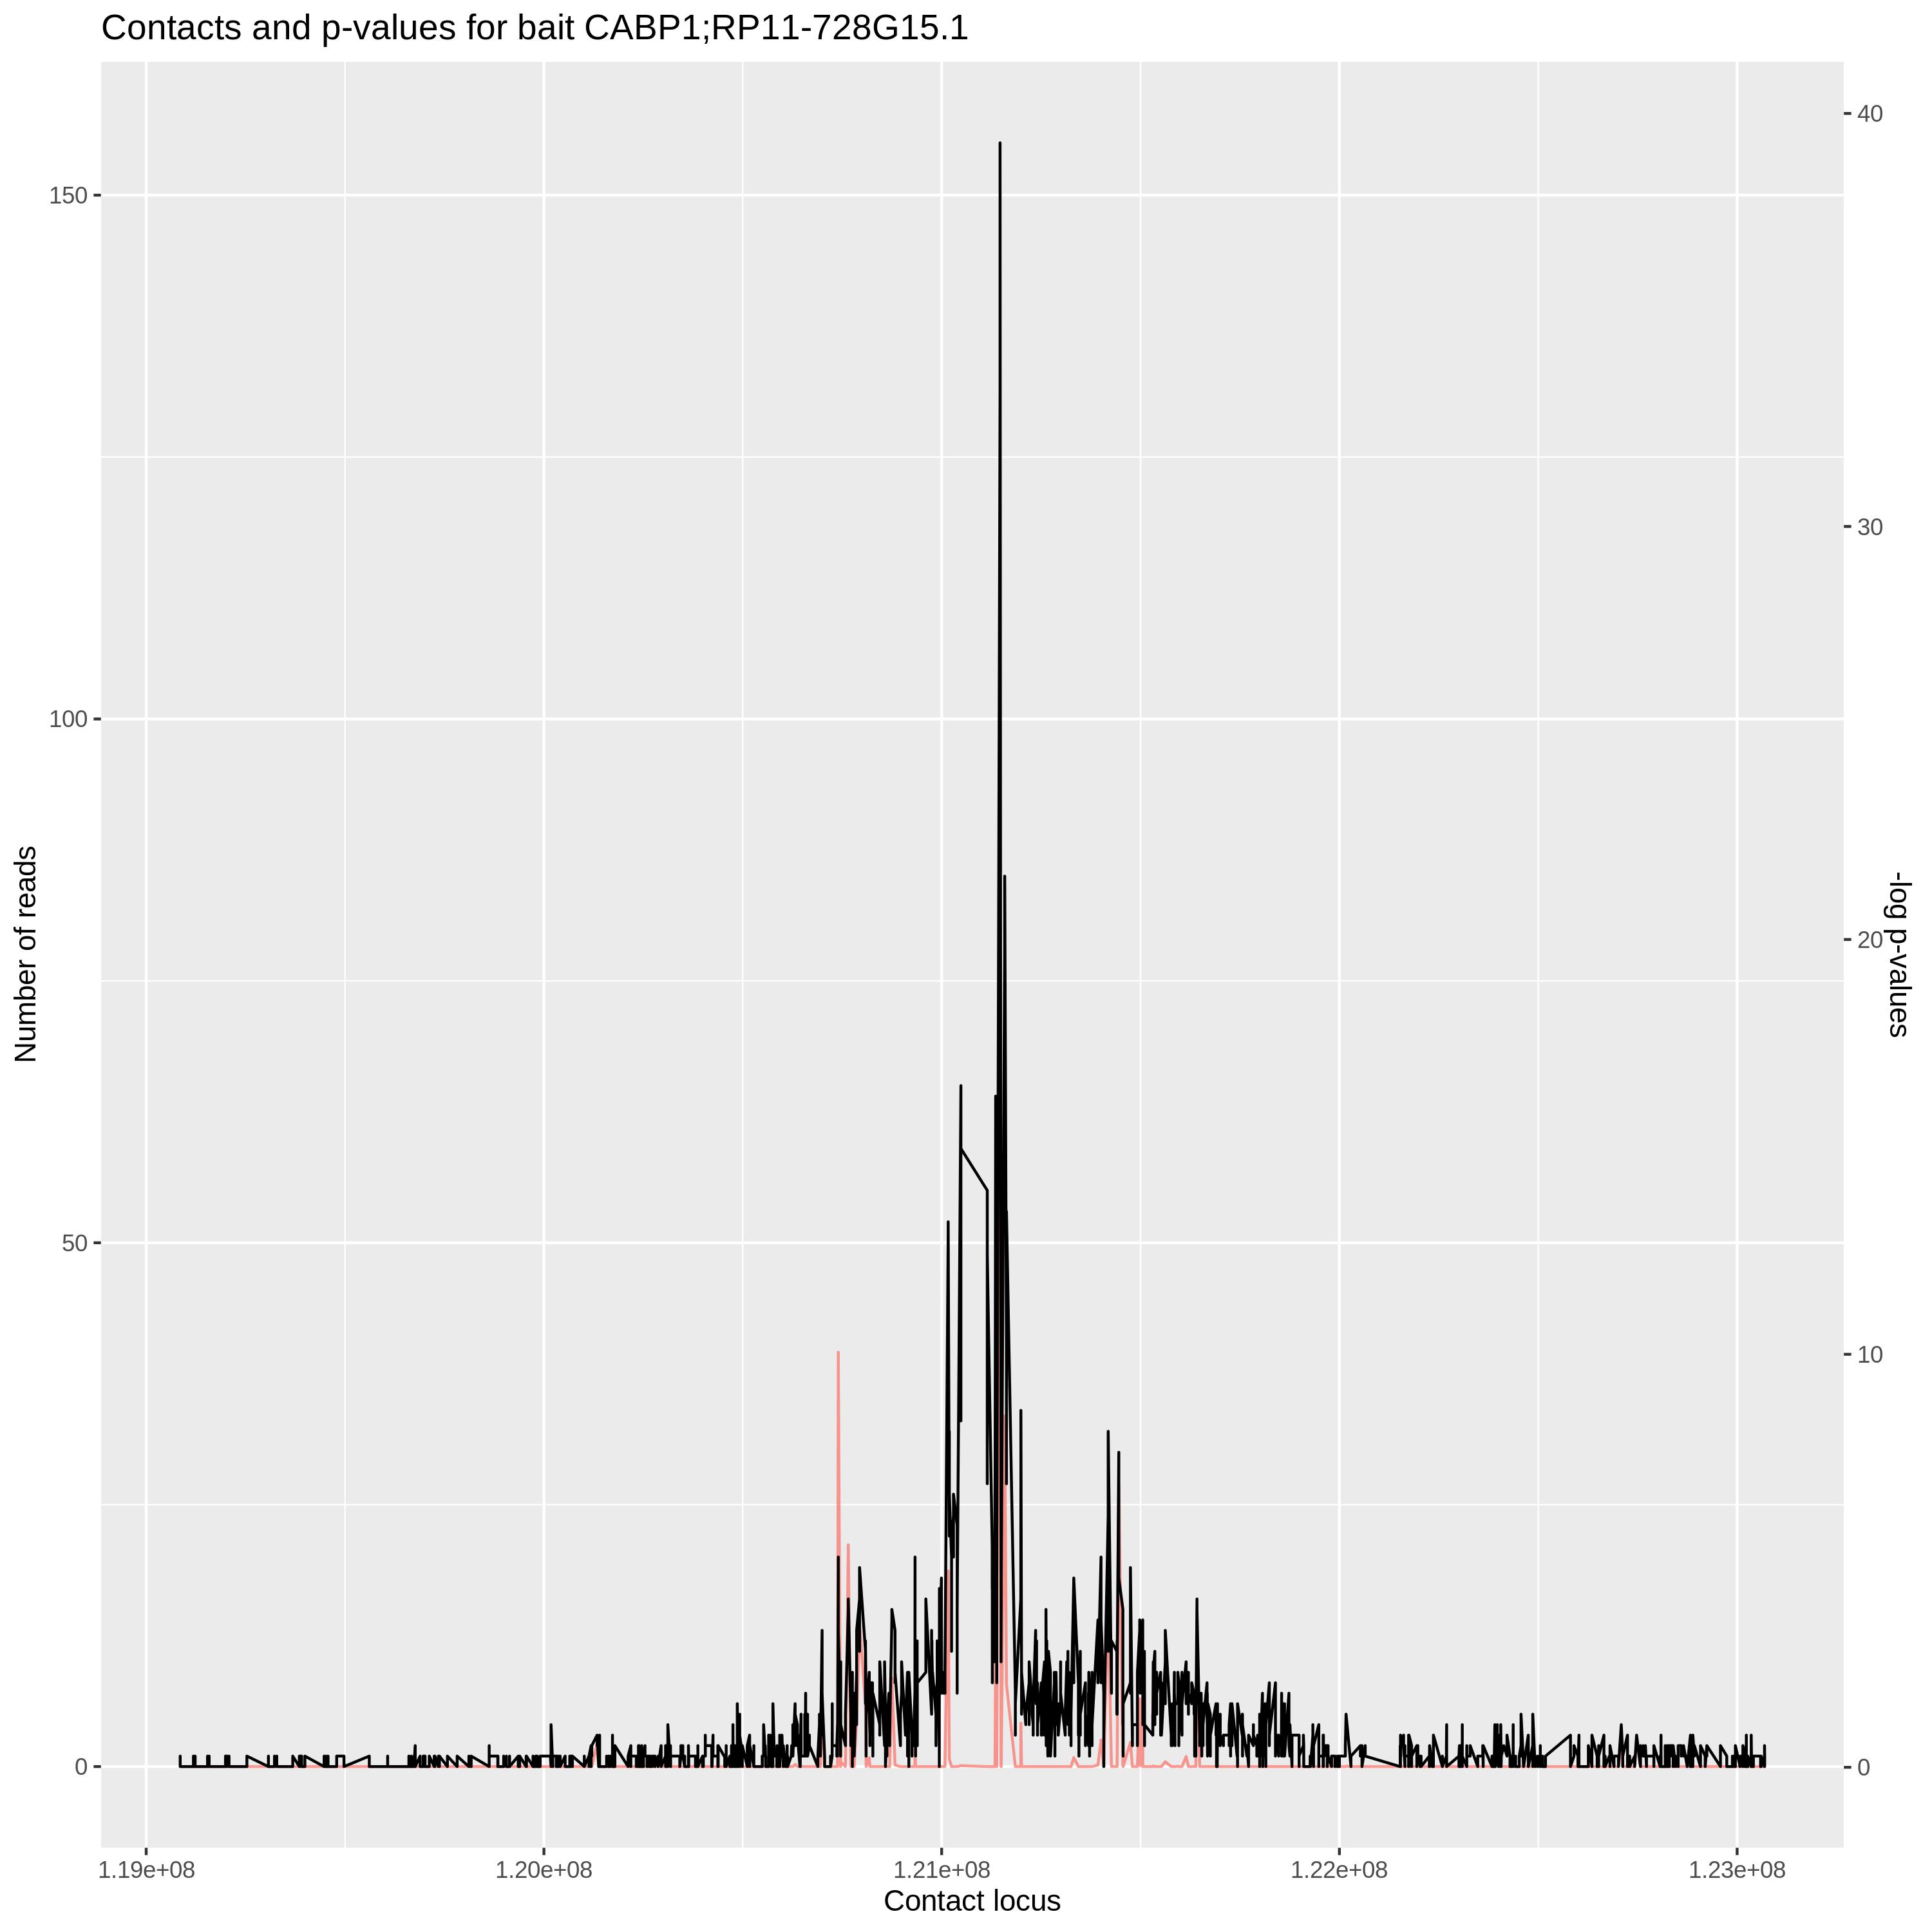 Contacts and p-values for bait CABP1;RP11-728G15.1
150
100
50
0
Number of reads
40
30
20
10
0
-log p-values
1.19e+08
1.20e+08
1.21e+08
1.22e+08
1.23e+08
Contact locus